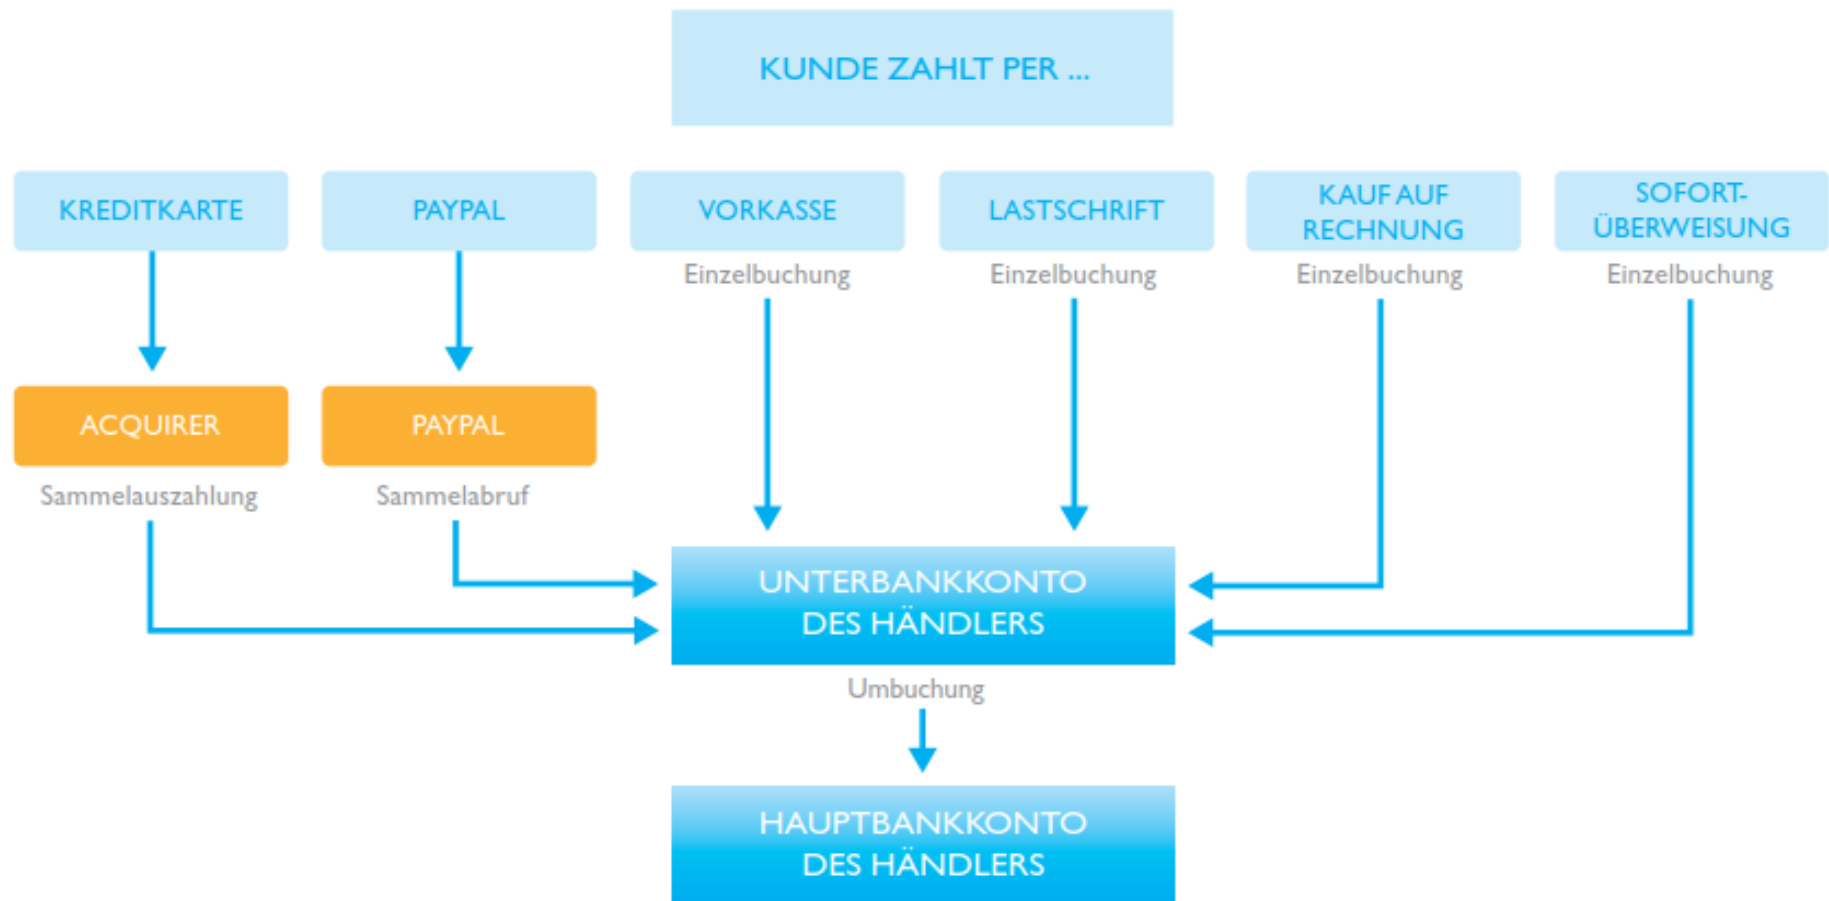 KUNDE ZAHLT PER ...
KREDITKARTE
PAYPAL
VORKASSE
LASTSCHRIFT
KAUF AUF
RECHNUNG
SOFORT-
ÜBERWEISUNG
Einzelbuchung
Einzelbuchung
Einzelbuchung
Einzelbuchung
ACQUIRER
PAYPAL
Sammelauszahlung
Sammelabruf
UNTERBANKKONTO
DES HÄNDLERS
Umbuchung
HAUPTBANKKONTO
DES HÄNDLERS